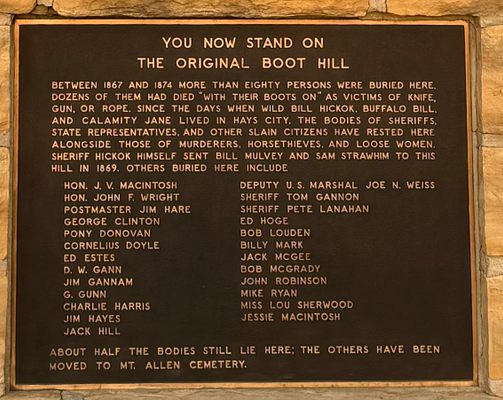 YOU NOW STAND ON
THE ORIGINAL BOOT HILL
BETWEEN 1867 AND 1874 MORE THAN EIGHTY PERSONS WERE BURIED HERE.
DOZENS OF THEM HAD DIED "WITH THEIR BOOTS ON" AS VICTIMS OF KNIFE,
GUN, OR ROPE. SINCE THE DAYS WHEN WILD BILL HICKOK, BUFFALO BILL,
AND CALAMITY JANE LIVED IN HAYS CITY, THE BODIES OF SHERIFFS,
STATE REPRESENTATIVES, AND OTHER SLAIN CITIZENS HAVE RESTED HERE
ALONGSIDE THOSE OF MURDERERS, HORSETHIEVES, AND LOOSE WOMEN.
SHERIFF HICKOK HIMSELF SENT BILL MULVEY AND SAM STRAWHIM TO THIS
HILL IN 1869. OTHERS BURIED HERE INCLUDE
HON. J. V. MACINTOSH
HON. JOHN F. WRIGHT
POSTMASTER JIM HARE
GEORGE CLINTON
PONY DONOVAN
CORNELIUS DOYLE
ED ESTES
D. W. GANN
JIM GANNAM
G. GUNN
CHARLIE HARRIS
JIM HAYES
JACK HILL
DEPUTY U.S. MARSHAL JOE N. WEISS
SHERIFF TOM GANNON
SHERIFF PETE LANAHAN
ED HOGE
BOB LOUDEN
BILLY MARK
JACK MCGEE
BOB MCGRADY
JOHN ROBINSON
MIKE RYAN
MISS LOU SHERWOOD
JESSIE MACINTOSH
ABOUT HALF THE BODIES STILL LIE HERE; THE OTHERS HAVE BEEN
MOVED TO MT. ALLEN CEMETERY.